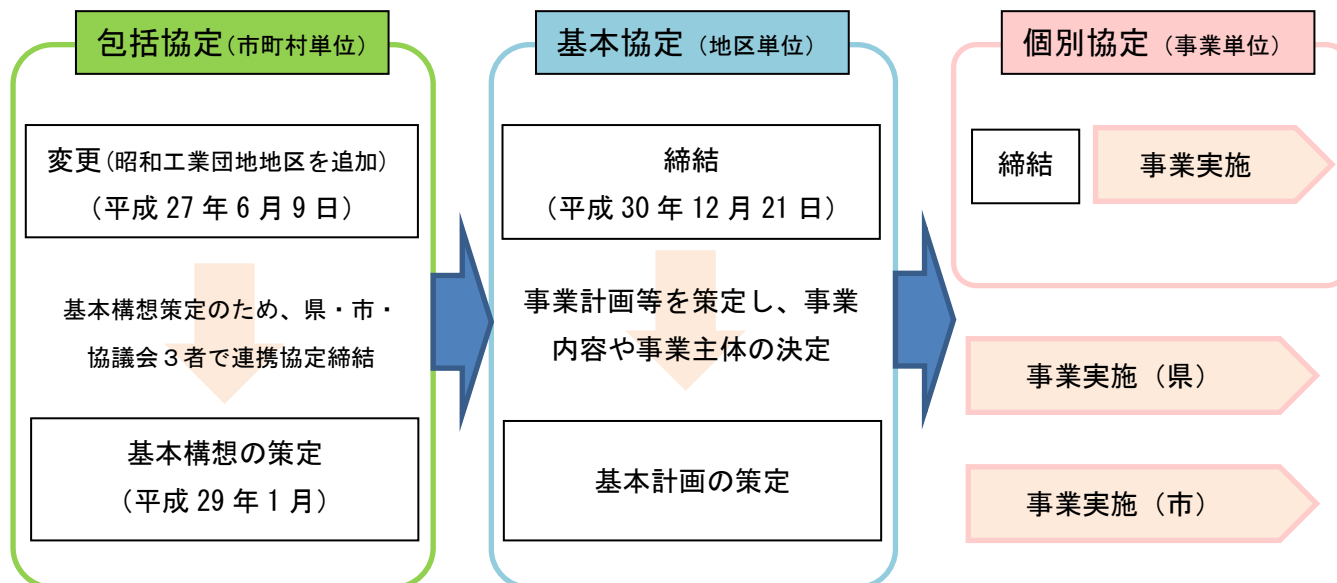 包括協定(市町村単位)
変更(昭和工業団地地区を追加)
（平成 27 年 6 月 9 日）
基本構想策定のため、県・市・
協議会３者で連携協定締結
基本構想の策定
（平成 29 年 1 月）
基本協定（地区単位）
締結
（平成 30 年 12 月 21 日）
事業計画等を策定し、事業
内容や事業主体の決定
基本計画の策定
個別協定（事業単位）
締結
事業実施
事業実施（県）
事業実施（市）